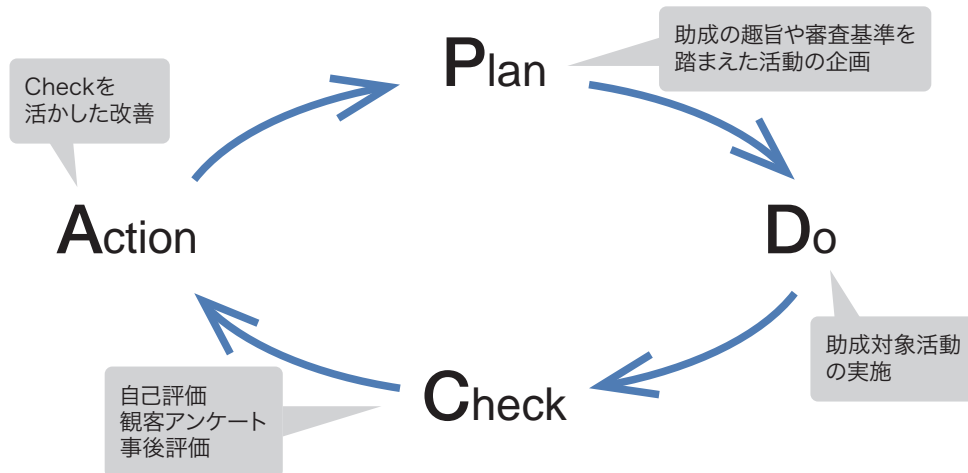 Plan
助成の趣旨や審査基準を
踏まえた活動の企画
Do
助成対象活動
の実施
Check
自己評価
観客アンケート
事後評価
Action
Checkを
活かした改善